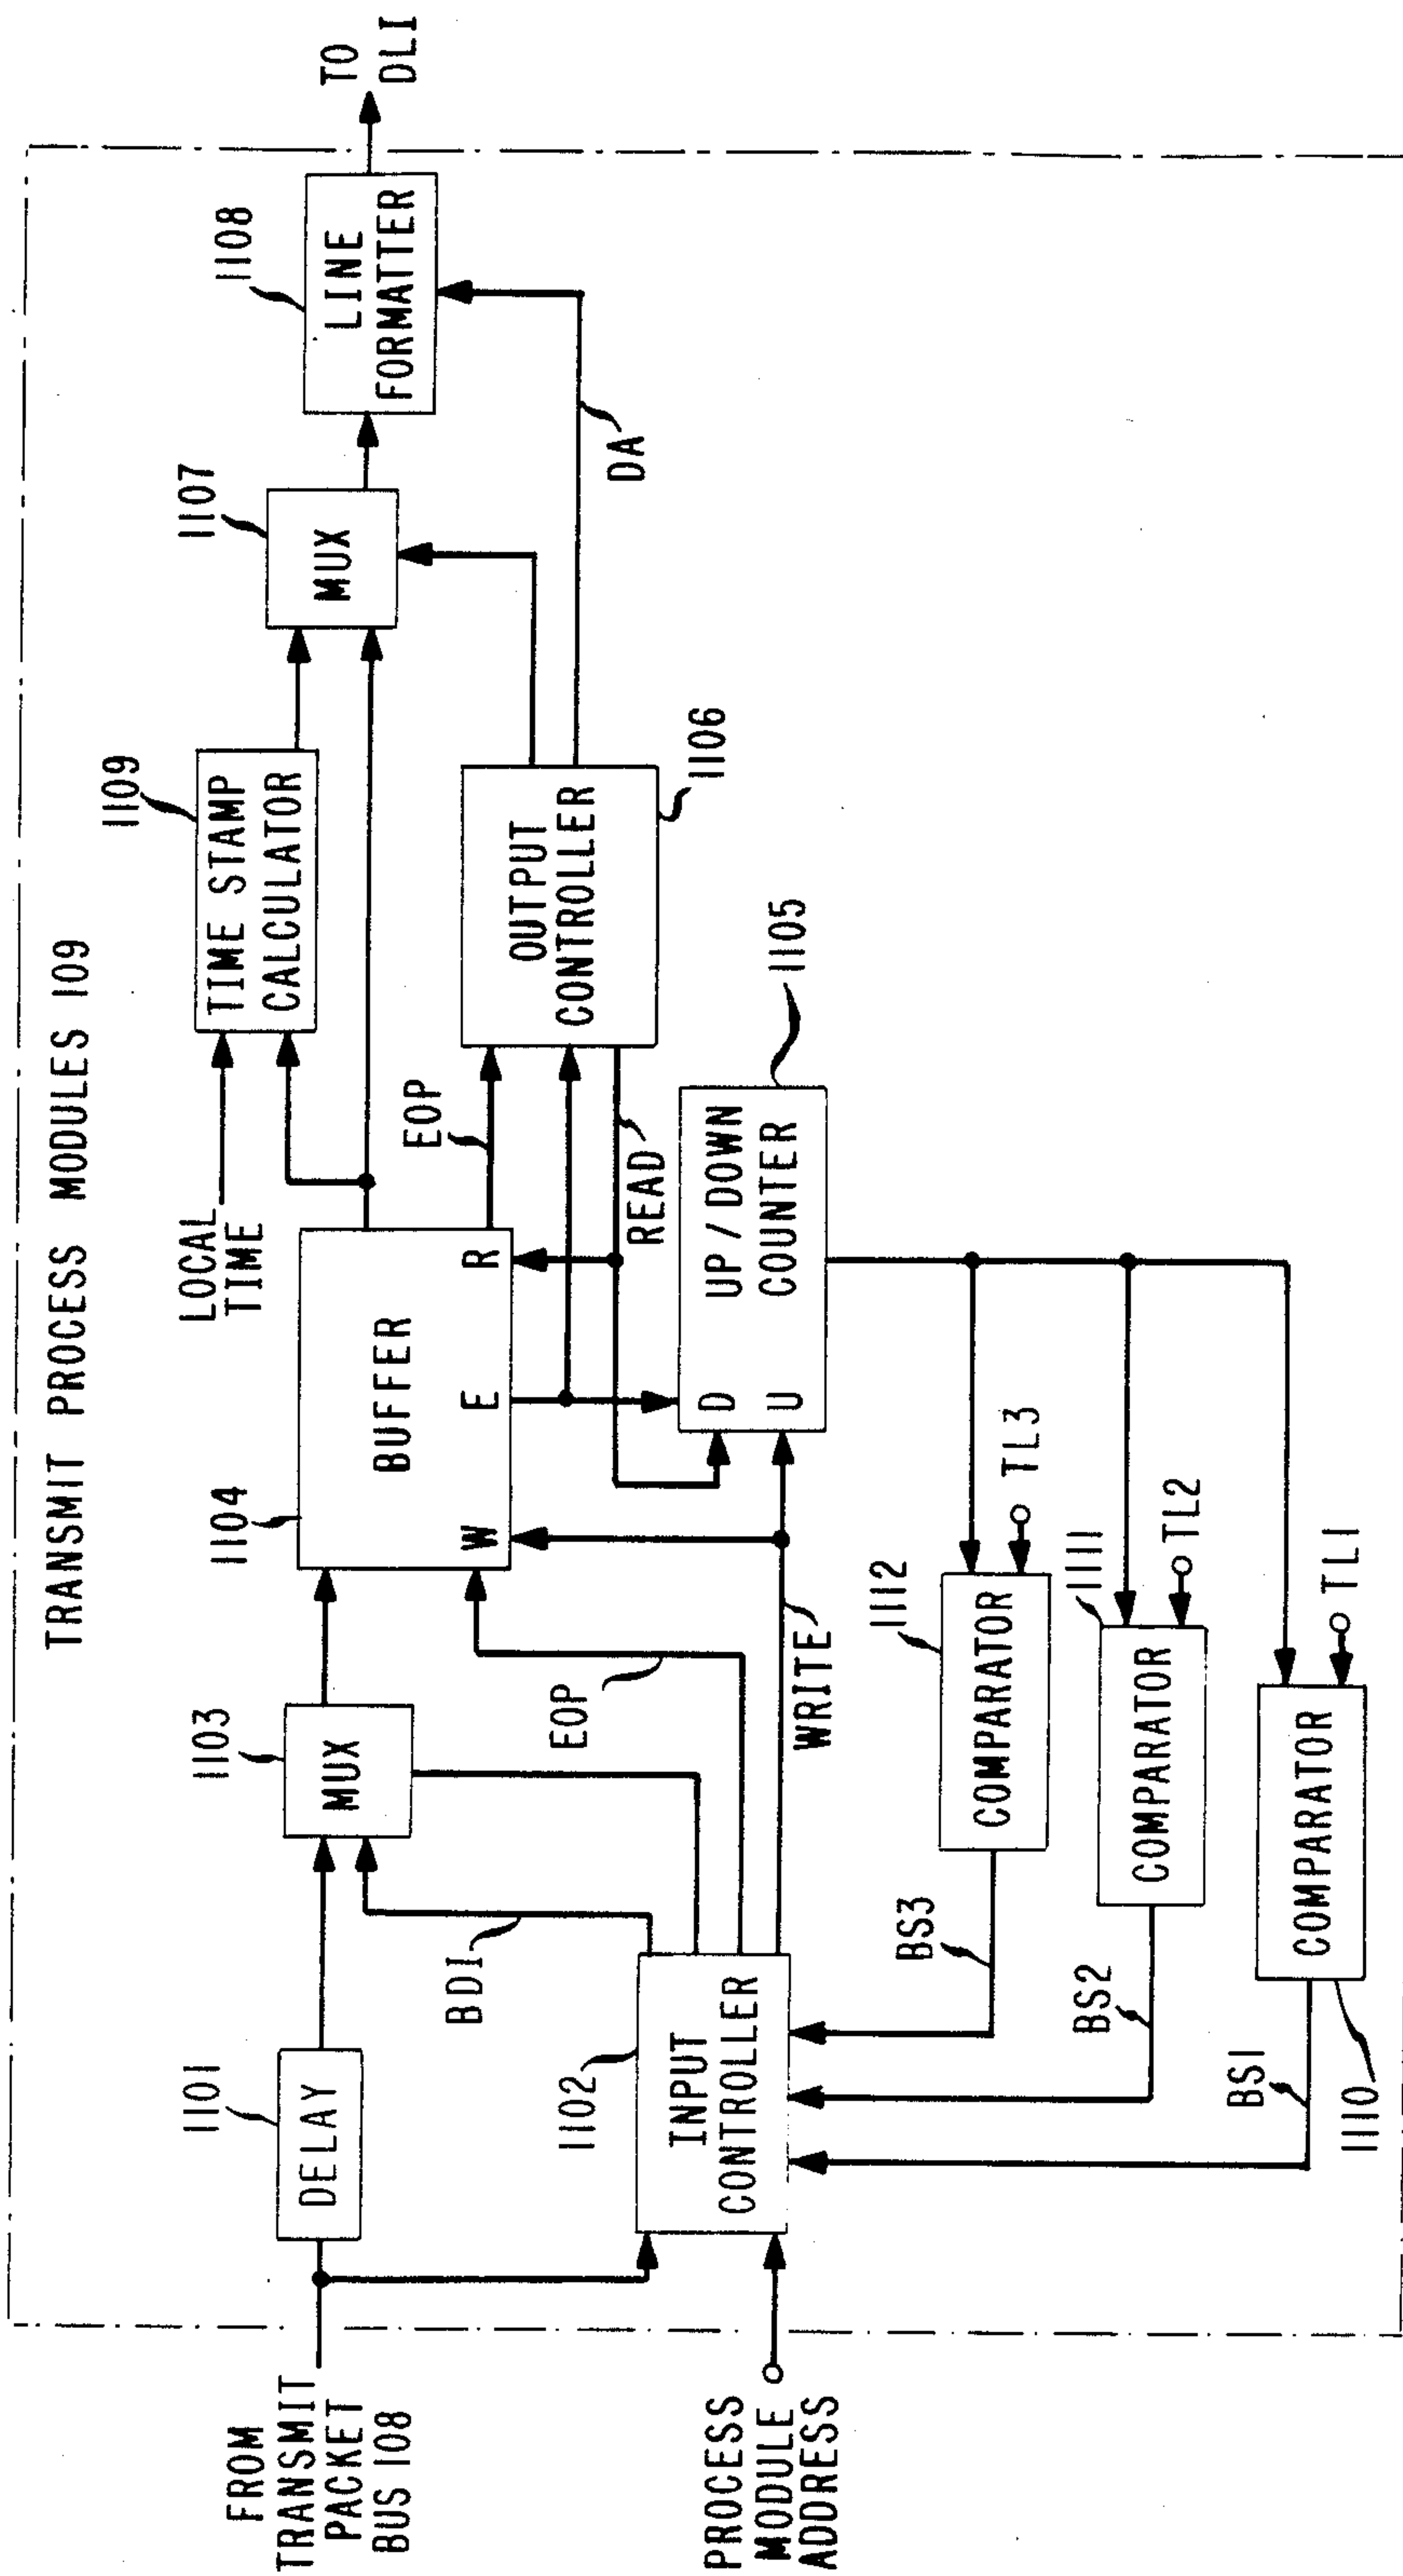 TRANSMIT PROCESS MODULES 109
FROM
TRANSMIT
PACKET
BUS 108
1101
DELAY
1103
MUX
1104
BUFFER
W
E
R
LOCAL
TIME
1109
TIME STAMP
CALCULATOR
1107
MUX
1108
LINE
FORMATTER
TO
DLI
BDI
EOP
EOP
READ
OUTPUT
CONTROLLER
1106
DA
PROCESS
MODULE
ADDRESS
1102
INPUT
CONTROLLER
WRITE
D
U
UP/DOWN
COUNTER
1105
BS3
1112
COMPARATOR
TL3
BS2
1111
COMPARATOR
TL2
BS1
1110
COMPARATOR
TL1